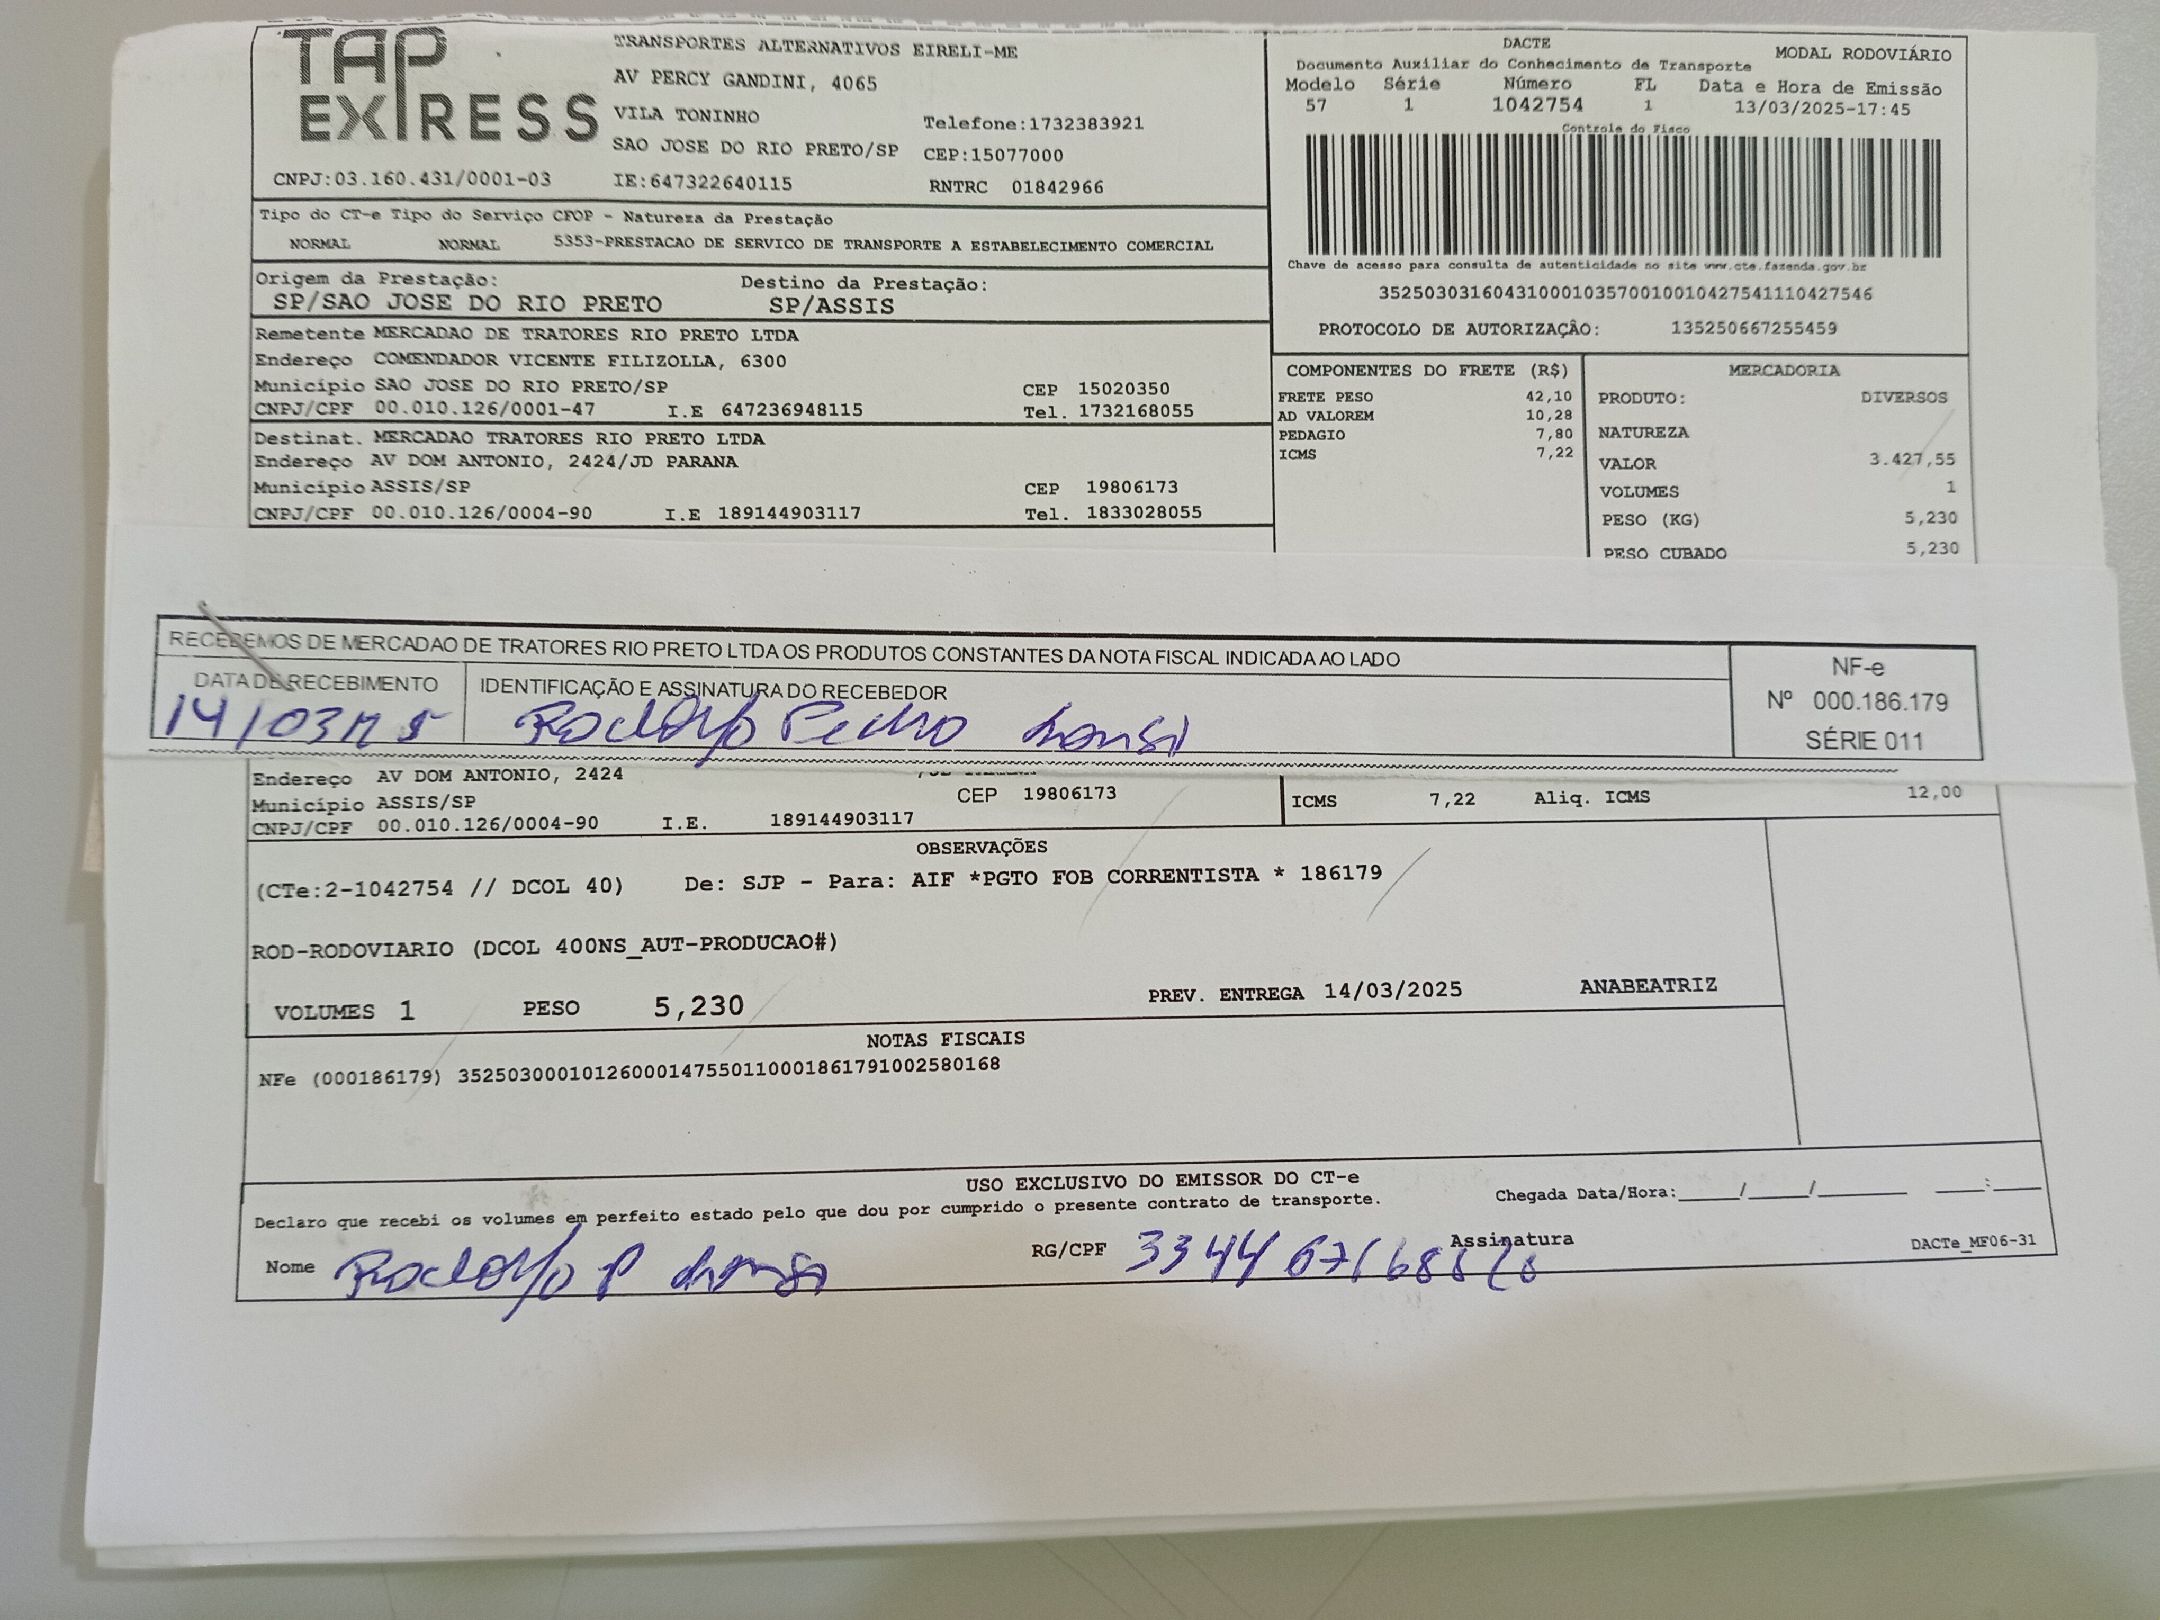 TAP EXPRESS
TRANSPORTES ALTERNATIVOS EIRELI-ME
AV PERCY GANDINI, 4065
VILA TONINHO
Telefone:1732383921
SAO JOSE DO RIO PRETO/SP CEP:15077000
CNPJ:03.160.431/0001-03 IE:647322640115 RNTRC 01842966
DACTE MODAL RODOVIÁRIO
Documento Auxiliar do Conhecimento de Transporte
Modelo Série Número FL Data e Hora de Emissão
57 1 1042754 1 13/03/2025-17:45
Controle do Fisco
Chave de acesso para consulta de autenticidade no site www.cte.fazenda.gov.br
35250303160431000103570010010427541110427546
PROTOCOLO DE AUTORIZAÇÃO: 135250667255459
Tipo do CT-e Tipo do Serviço CFOP - Natureza da Prestação
NORMAL NORMAL 5353-PRESTACAO DE SERVICO DE TRANSPORTE A ESTABELECIMENTO COMERCIAL
Origem da Prestação: Destino da Prestação:
SP/SAO JOSE DO RIO PRETO SP/ASSIS
Remetente MERCADAO DE TRATORES RIO PRETO LTDA
Endereço COMENDADOR VICENTE FILIZOLLA, 6300
Município SAO JOSE DO RIO PRETO/SP CEP 15020350
CNPJ/CPF 00.010.126/0001-47 I.E 647236948115 Tel. 1732168055
Destinat. MERCADAO TRATORES RIO PRETO LTDA
Endereço AV DOM ANTONIO, 2424/JD PARANA
Município ASSIS/SP CEP 19806173
CNPJ/CPF 00.010.126/0004-90 I.E 189144903117 Tel. 1833028055
COMPONENTES DO FRETE (R$)
FRETE PESO 42,10
AD VALOREM 10,28
PEDAGIO 7,80
ICMS 7,22
MERCADORIA
PRODUTO: DIVERSOS
NATUREZA
VALOR 3.427,55
VOLUMES 1
PESO (KG) 5,230
PESO CUBADO 5,230
RECEBEMOS DE MERCADAO DE TRATORES RIO PRETO LTDA OS PRODUTOS CONSTANTES DA NOTA FISCAL INDICADA AO LADO
DATA DE RECEBIMENTO IDENTIFICAÇÃO E ASSINATURA DO RECEBEDOR
14/03/
Rodolfo Pedro
NF-e
Nº 000.186.179
SÉRIE 011
Endereço AV DOM ANTONIO, 2424
Município ASSIS/SP CEP 19806173
CNPJ/CPF 00.010.126/0004-90 I.E. 189144903117
ICMS 7,22 Aliq. ICMS 12,00
OBSERVAÇÕES
(CTe:2-1042754 // DCOL 40) De: SJP - Para: AIF *PGTO FOB CORRENTISTA * 186179
ROD-RODOVIARIO (DCOL 400NS_AUT-PRODUCAO#)
VOLUMES 1 PESO 5,230 PREV. ENTREGA 14/03/2025 ANABEATRIZ
NOTAS FISCAIS
NFe (000186179) 35250300010126000147550110001861791002580168
USO EXCLUSIVO DO EMISSOR DO CT-e
Declaro que recebi os volumes em perfeito estado pelo que dou por cumprido o presente contrato de transporte. Chegada Data/Hora:_____/_____/________ ____:____
Nome Rodolfo P RG/CPF Assinatura DACTe_MF06-31